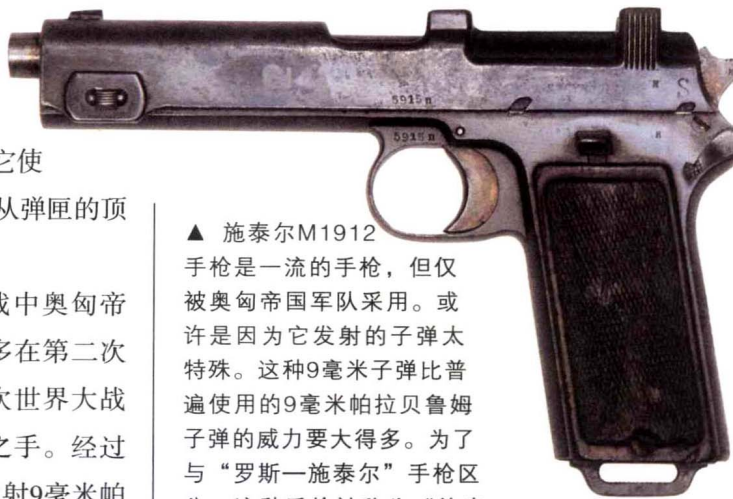 5915n
5915n
它使
从弹匣的顶
战中奥匈帝
多在第二次
次世界大战
之手。经过
射9毫米帕
▲ 施泰尔M1912
手枪是一流的手枪，但仅
被奥匈帝国军队采用。或
许是因为它发射的子弹太
特殊。这种9毫米子弹比普
遍使用的9毫米帕拉贝鲁姆
子弹的威力要大得多。为了
与“罗斯—施泰尔”手枪区